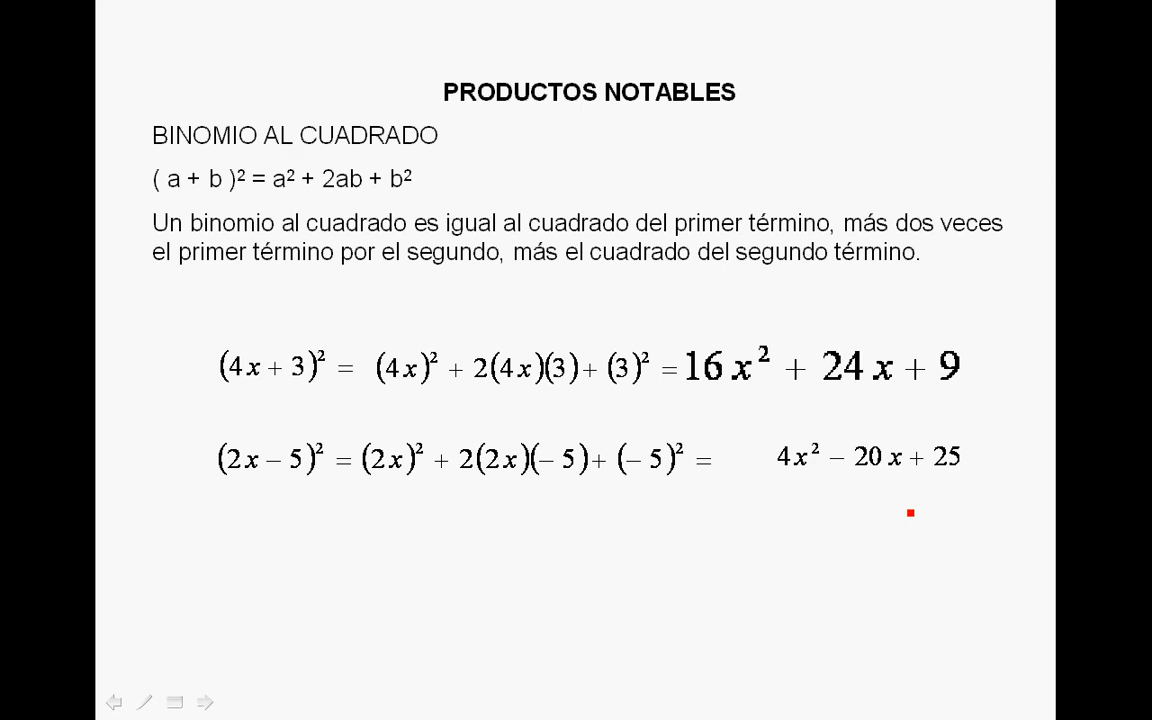 PRODUCTOS NOTABLES
BINOMIO AL CUADRADO
( a + b )² = a² + 2ab + b²
Un binomio al cuadrado es igual al cuadrado del primer término, más dos veces
el primer término por el segundo, más el cuadrado del segundo término.
(4x + 3)² = (4x)² + 2(4x)(3) + (3)² = 16x² + 24x + 9
(2x − 5)² = (2x)² + 2(2x)(− 5) + (− 5)² = 4x² − 20x + 25